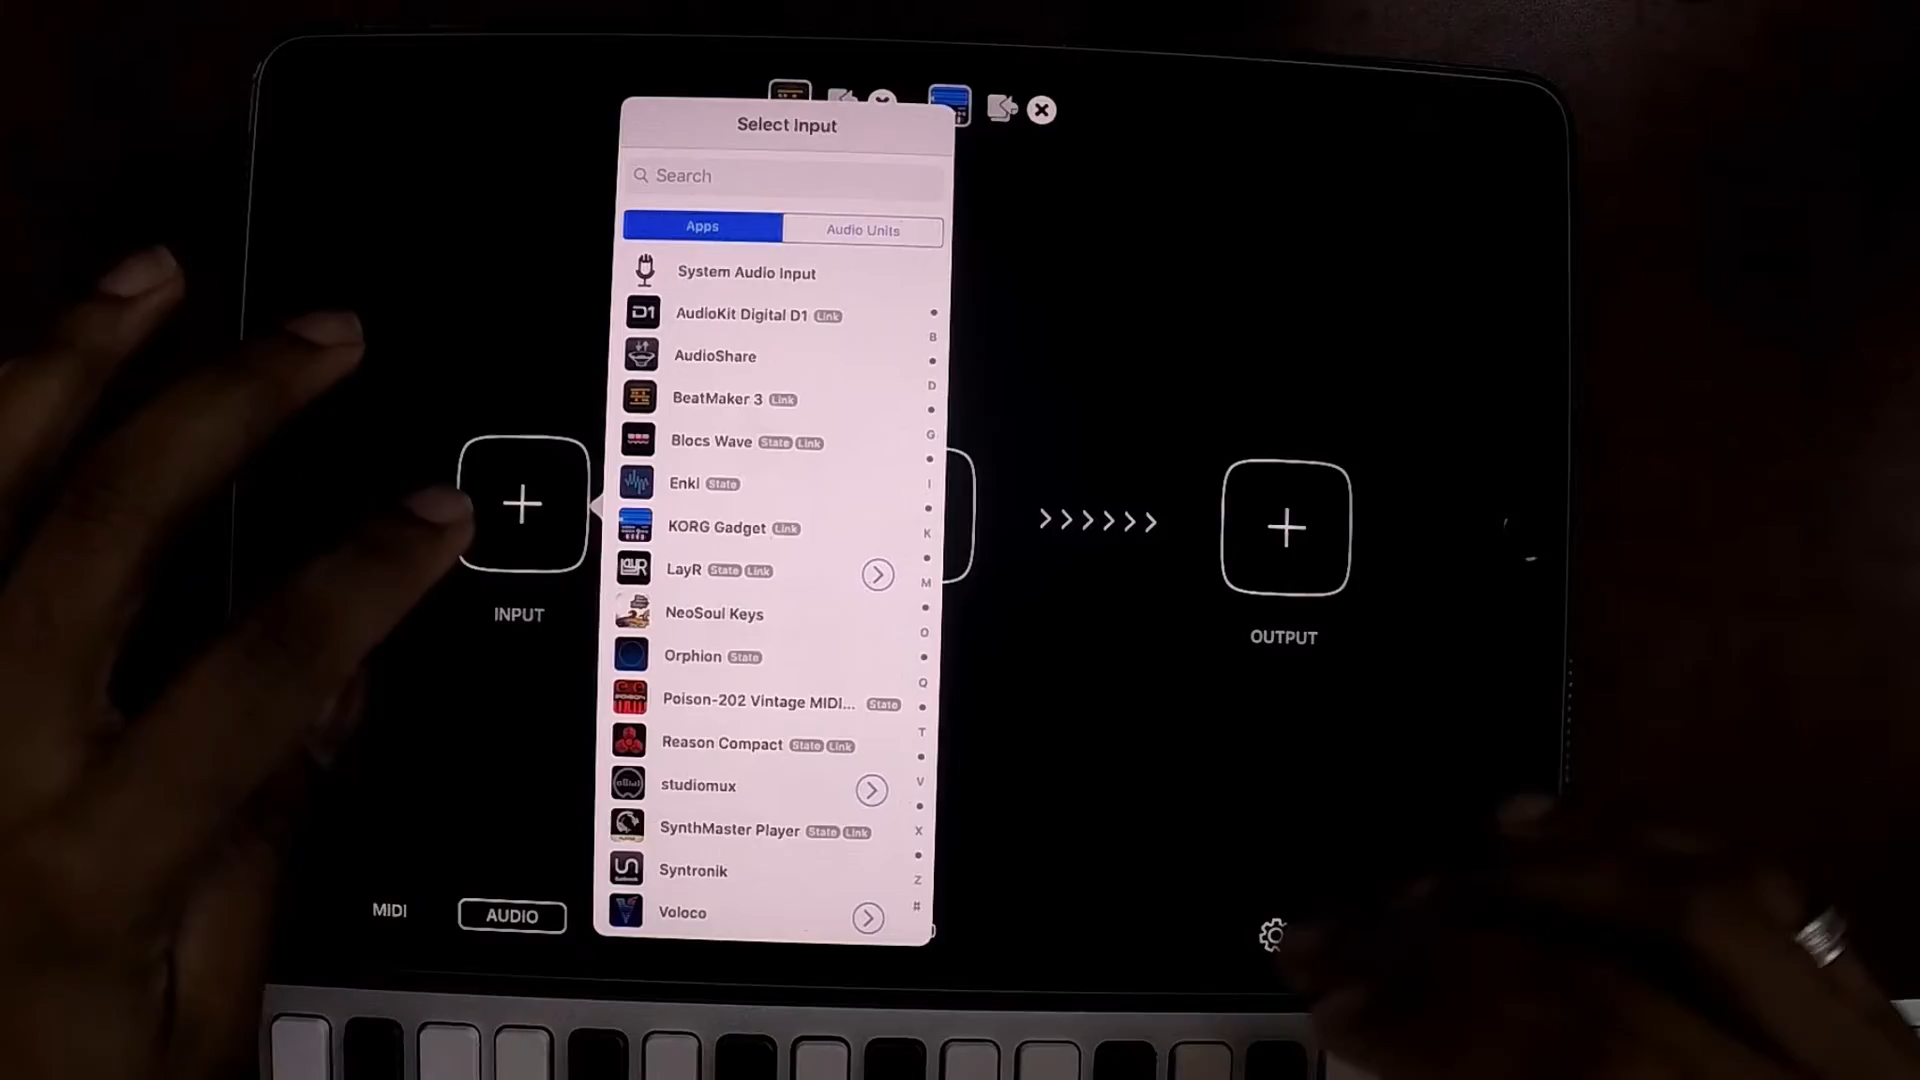 Select Input
Search
Apps
Audio Units
System Audio Input
D1
AudioKit Digital D1 Link
AudioShare
BeatMaker 3 Link
Blocs Wave State Link
Enki State
KORG Gadget Link
LayR
LayR State Link
NeoSoul Keys
Orphion State
Poison-202 Vintage MIDI... State
Reason Compact State Link
studiomux
SynthMaster Player State Link
Syntronik
Voloco
B
D
G
I
K
M
O
Q
T
V
X
Z
#
INPUT
OUTPUT
MIDI
AUDIO